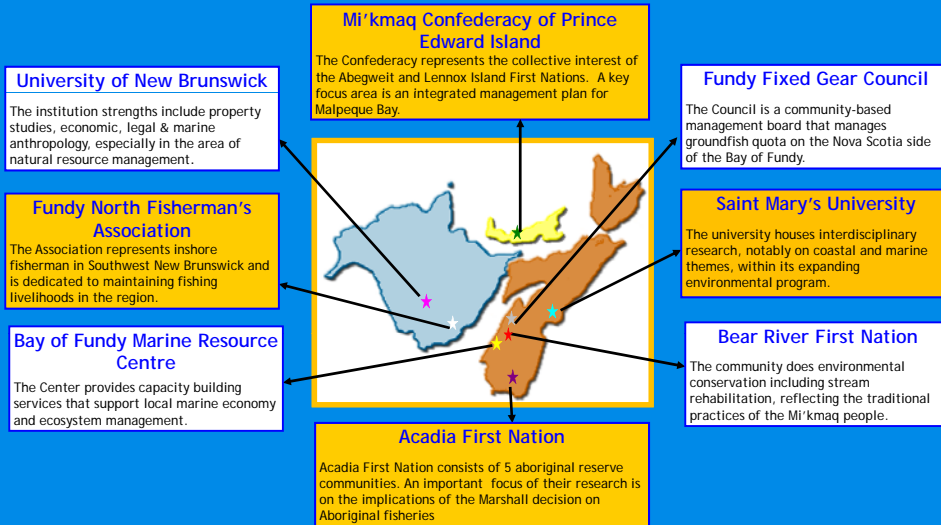 Mi'kmaq Confederacy of Prince
Edward Island
The Confederacy represents the collective interest of
the Abegweit and Lennox Island First Nations.  A key
focus area is an integrated management plan for
Malpeque Bay.
University of New Brunswick
The institution strengths include property
studies, economic, legal & marine
anthropology, especially in the area of
natural resource management.
Fundy Fixed Gear Council
The Council is a community-based
management board that manages
groundfish quota on the Nova Scotia side
of the Bay of Fundy.
Fundy North Fisherman's
Association
The Association represents inshore
fisherman in Southwest New Brunswick and
is dedicated to maintaining fishing
livelihoods in the region.
Saint Mary's University
The university houses interdisciplinary
research, notably on coastal and marine
themes, within its expanding
environmental program.
Bay of Fundy Marine Resource
Centre
The Center provides capacity building
services that support local marine economy
and ecosystem management.
Bear River First Nation
The community does environmental
conservation including stream
rehabilitation, reflecting the traditional
practices of the Mi'kmaq people.
Acadia First Nation
Acadia First Nation consists of 5 aboriginal reserve
communities. An important  focus of their research is
on the implications of the Marshall decision on
Aboriginal fisheries